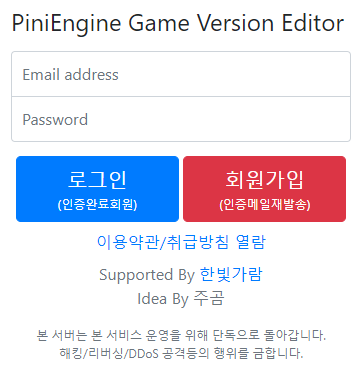 PiniEngine Game Version Editor
Email address
Password
로그인
(인증완료회원)
회원가입
(인증메일재발송)
이용약관/취급방침 열람
Supported By 한빛가람
Idea By 주곰
본 서버는 본 서비스 운영을 위해 단독으로 돌아갑니다.
해킹/리버싱/DDoS 공격등의 행위를 금합니다.